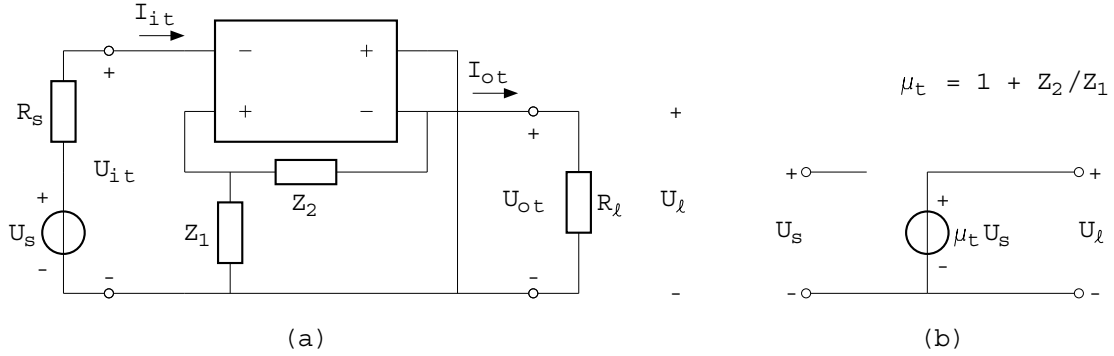 I_it
− +
+ −
R_s
+
U_it
+
U_s
-
-
Z_1
Z_2
I_ot
+
U_ot
-
R_ℓ
+
U_ℓ
-
(a)
μ_t = 1 + Z_2/Z_1
+
U_s
-
+
μ_t U_s
-
+
U_ℓ
-
(b)